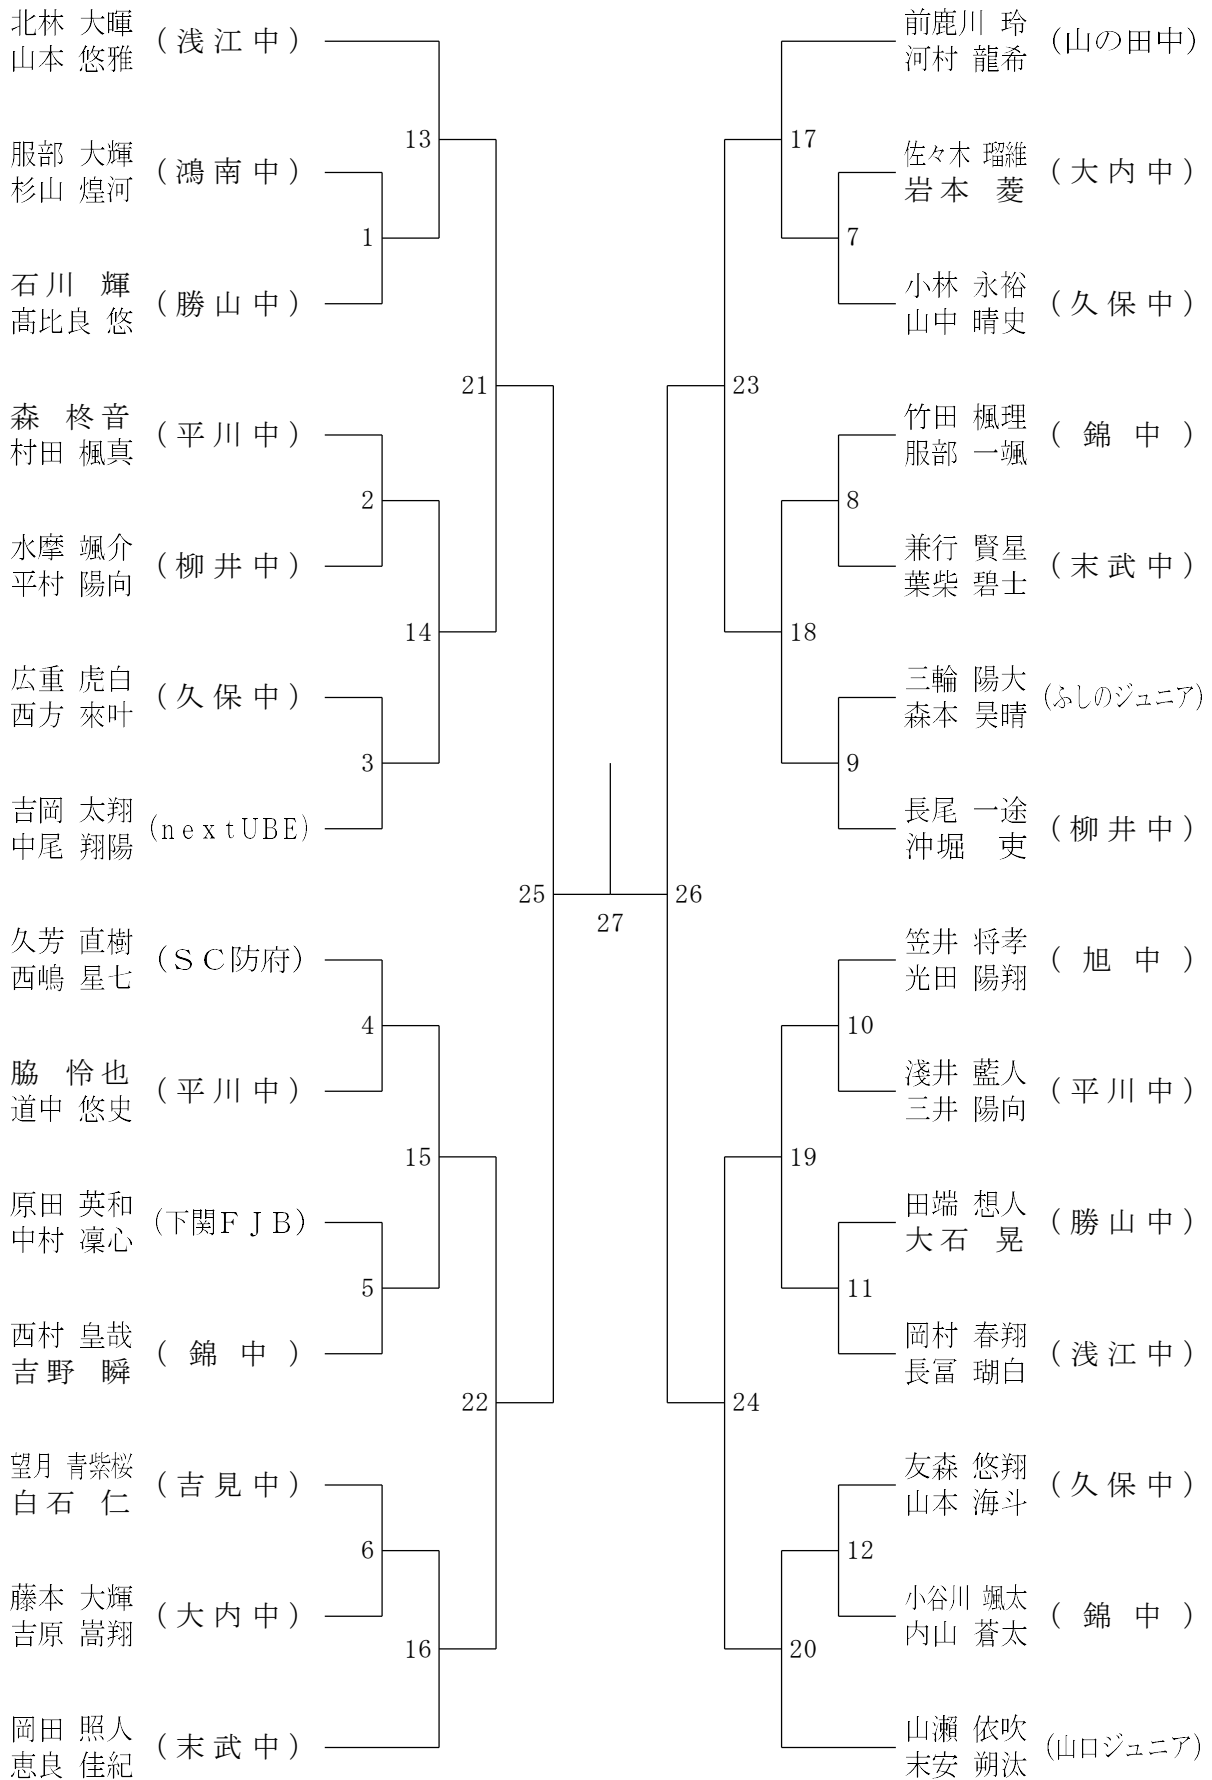 北林 大暉
山本 悠雅
(浅江中)
服部 大輝
杉山 煌河
(鴻南中)
石川 輝
髙比良 悠
(勝山中)
森 柊音
村田 楓真
(平川中)
水摩 颯介
平村 陽向
(柳井中)
広重 虎白
西方 來叶
(久保中)
吉岡 太翔
中尾 翔陽
(nextUBE)
久芳 直樹
西嶋 星七
(ＳＣ防府)
脇 怜也
道中 悠史
(平川中)
原田 英和
中村 凜心
(下関ＦＪＢ)
西村 皇哉
吉野 瞬
(錦中)
望月 青紫桜
白石 仁
(吉見中)
藤本 大輝
吉原 嵩翔
(大内中)
岡田 照人
恵良 佳紀
(末武中)
1
2
3
4
5
6
13
14
15
16
21
22
25
27
26
23
24
17
18
19
20
7
8
9
10
11
12
前鹿川 玲
河村 龍希
(山の田中)
佐々木 瑠維
岩本 菱
(大内中)
小林 永裕
山中 晴史
(久保中)
竹田 楓理
服部 一颯
(錦中)
兼行 賢星
葉柴 碧士
(末武中)
三輪 陽大
森本 昊晴
(ふしのジュニア)
長尾 一途
沖堀 吏
(柳井中)
笠井 将孝
光田 陽翔
(旭中)
淺井 藍人
三井 陽向
(平川中)
田端 想人
大石 晃
(勝山中)
岡村 春翔
長冨 瑚白
(浅江中)
友森 悠翔
山本 海斗
(久保中)
小谷川 颯太
内山 蒼太
(錦中)
山瀬 依吹
末安 朔汰
(山口ジュニア)